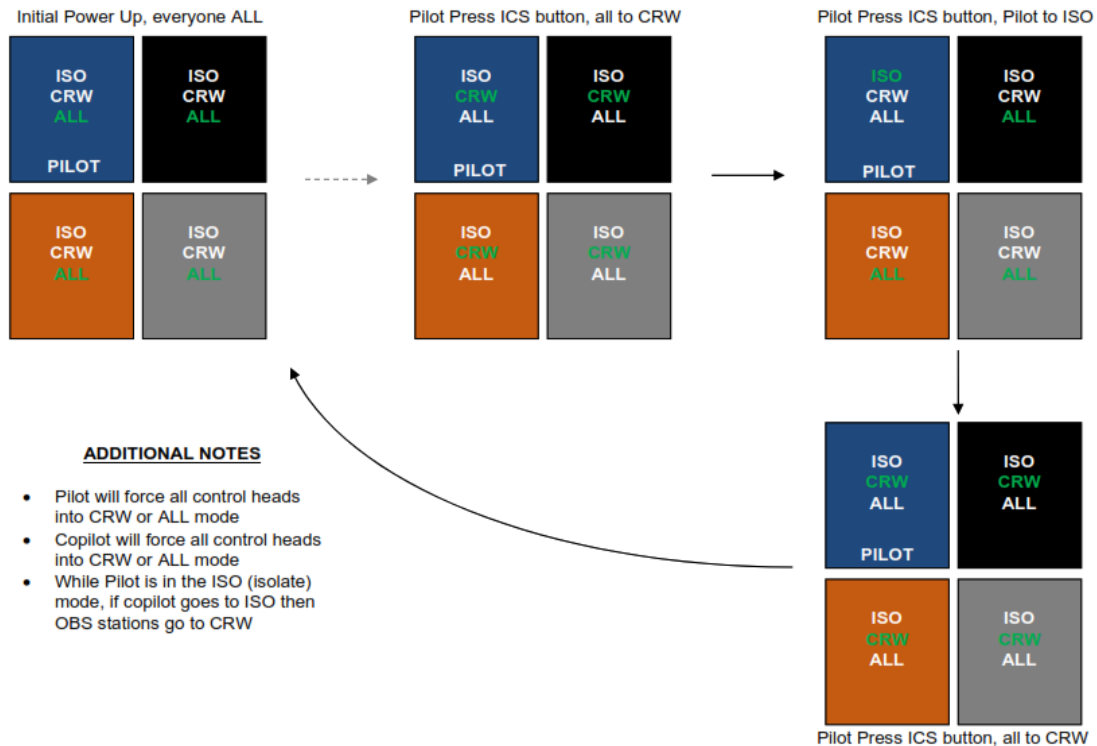 Initial Power Up, everyone ALL
ISO
CRW
ALL
PILOT
ISO
CRW
ALL
ISO
CRW
ALL
ISO
CRW
ALL
Pilot Press ICS button, all to CRW
ISO
CRW
ALL
PILOT
ISO
CRW
ALL
ISO
CRW
ALL
ISO
CRW
ALL
Pilot Press ICS button, Pilot to ISO
ISO
CRW
ALL
PILOT
ISO
CRW
ALL
ISO
CRW
ALL
ISO
CRW
ALL
ISO
CRW
ALL
PILOT
ISO
CRW
ALL
ISO
CRW
ALL
ISO
CRW
ALL
Pilot Press ICS button, all to CRW
ADDITIONAL NOTES
• Pilot will force all control heads
into CRW or ALL mode
• Copilot will force all control heads
into CRW or ALL mode
• While Pilot is in the ISO (isolate)
mode, if copilot goes to ISO then
OBS stations go to CRW